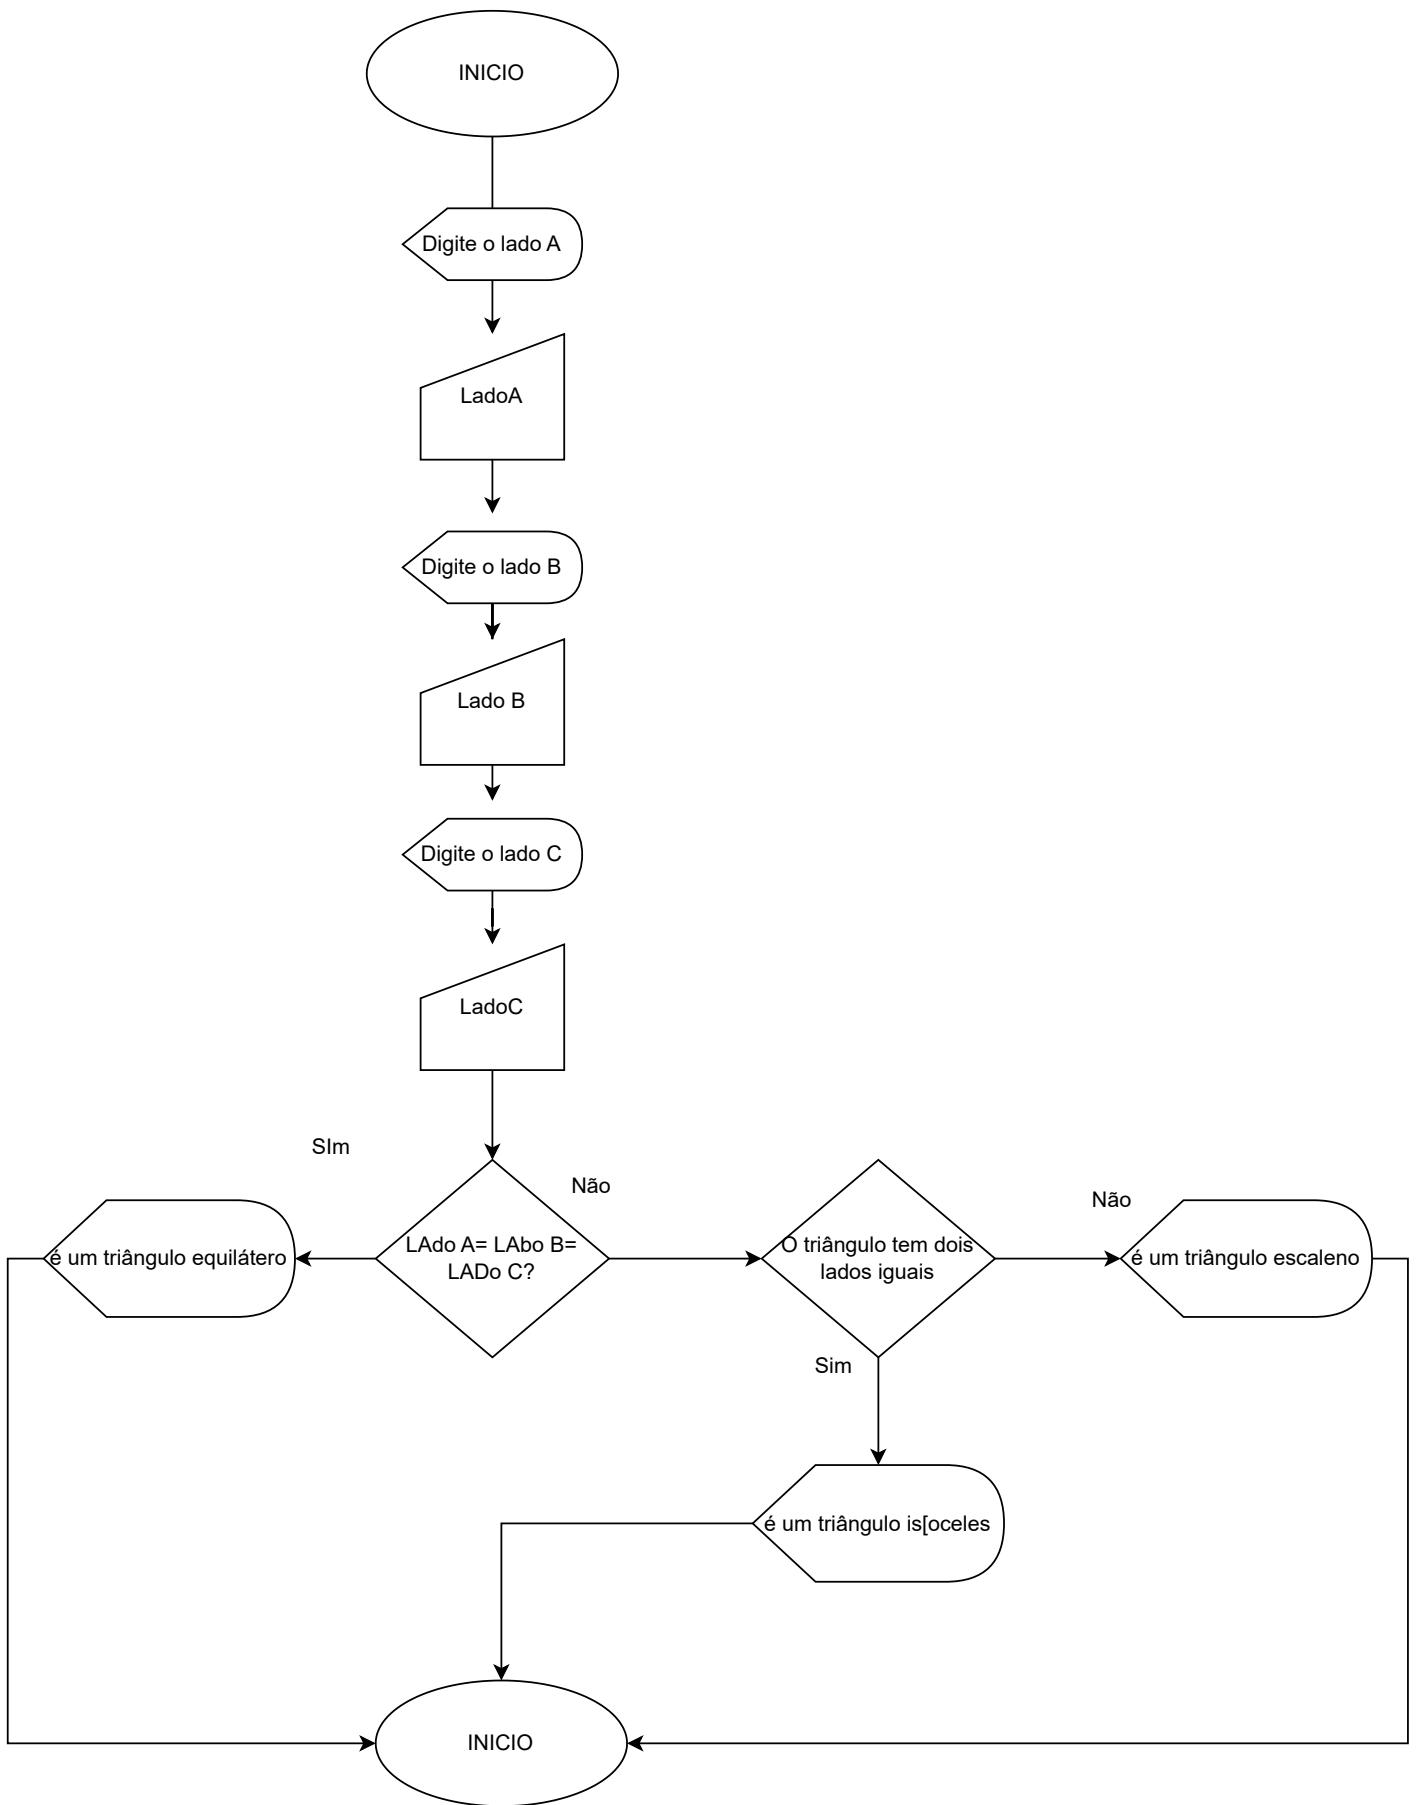 INICIO
Digite o lado A
LadoA
Digite o lado B
Lado B
Digite o lado C
LadoC
SIm
Não
Não
é um triângulo equilátero
LAdo A= LAbo B=
LADo C?
O triângulo tem dois
lados iguais
é um triângulo escaleno
Sim
é um triângulo is[oceles
INICIO